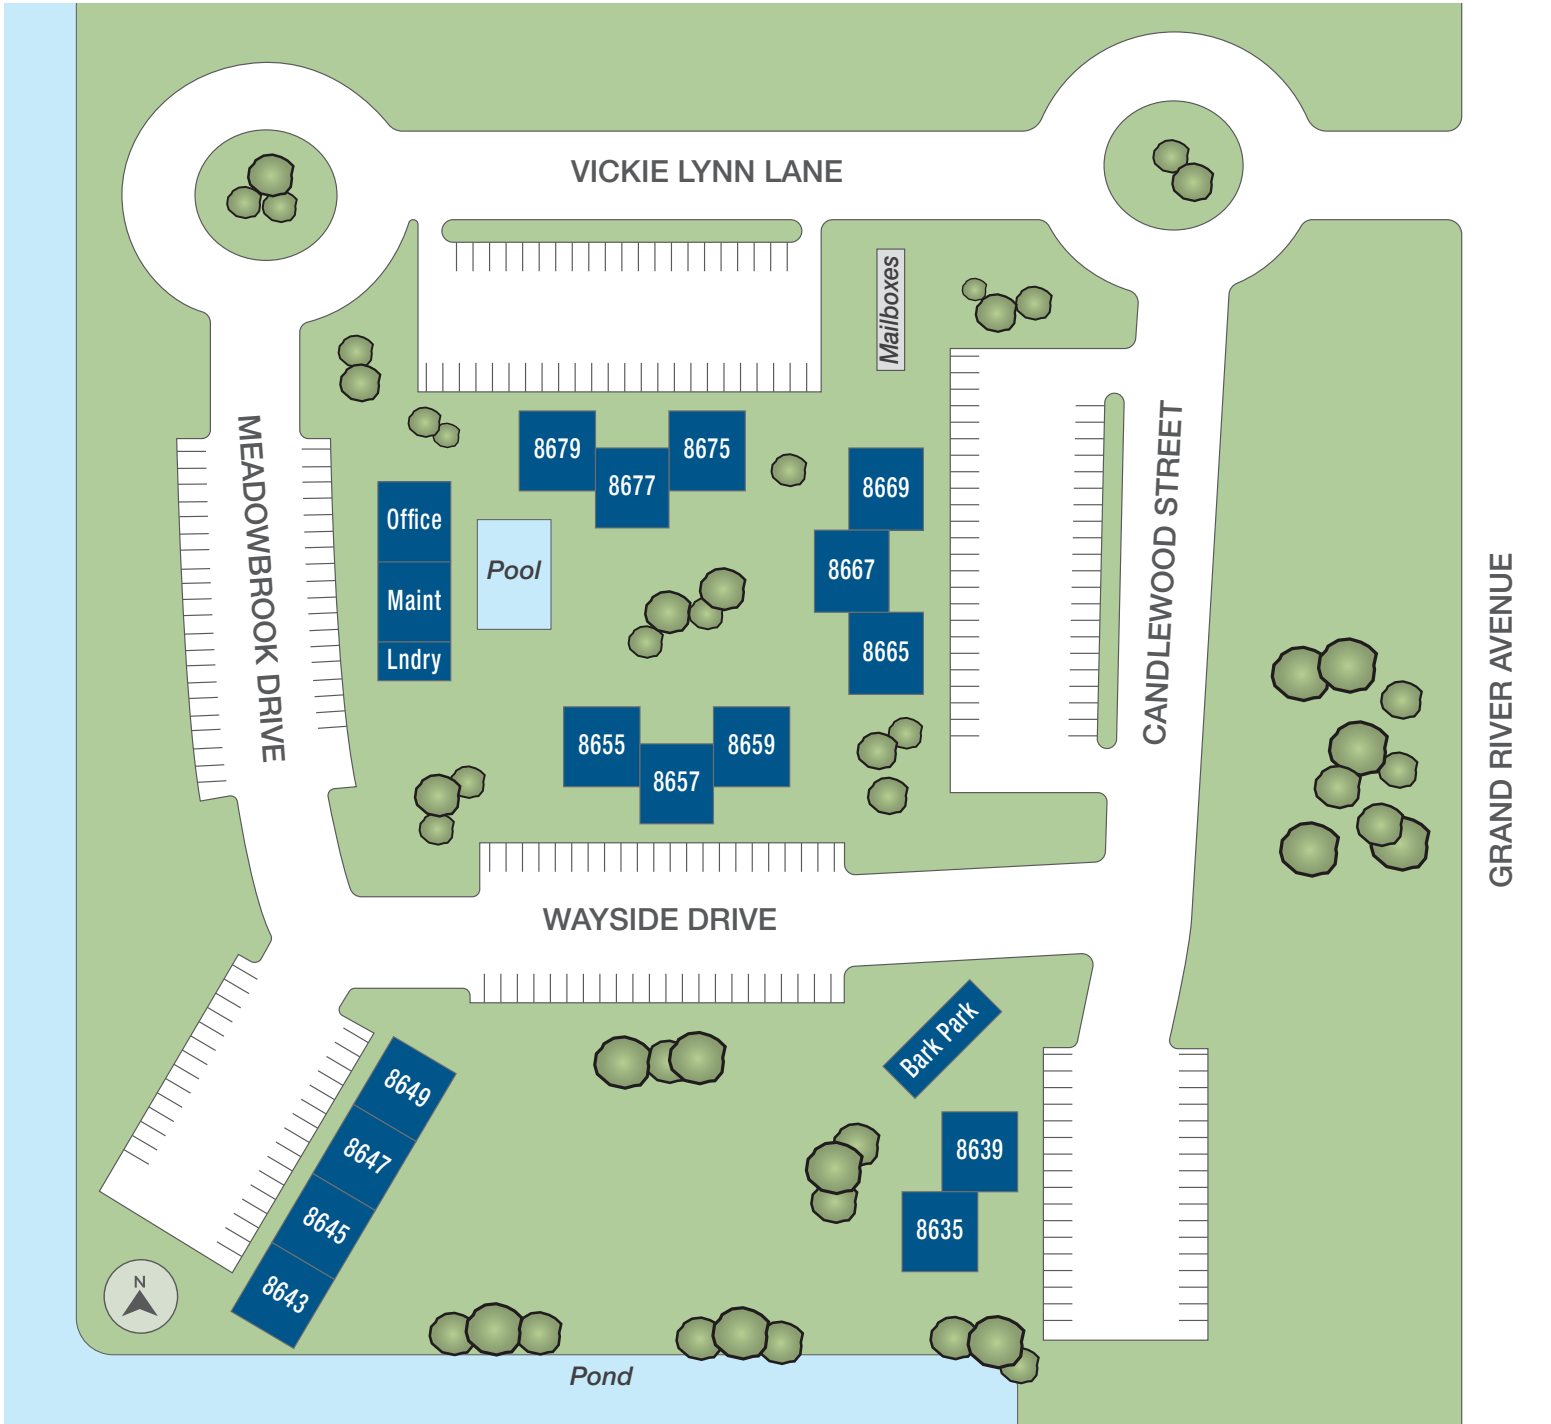 VICKIE LYNN LANE
Mailboxes
MEADOWBROOK DRIVE
8679
8677
8675
8669
8667
8665
Office
Maint
Lndry
Pool
CANDLEWOOD STREET
GRAND RIVER AVENUE
8655
8657
8659
WAYSIDE DRIVE
Bark Park
8649
8647
8645
8643
8639
8635
N
Pond